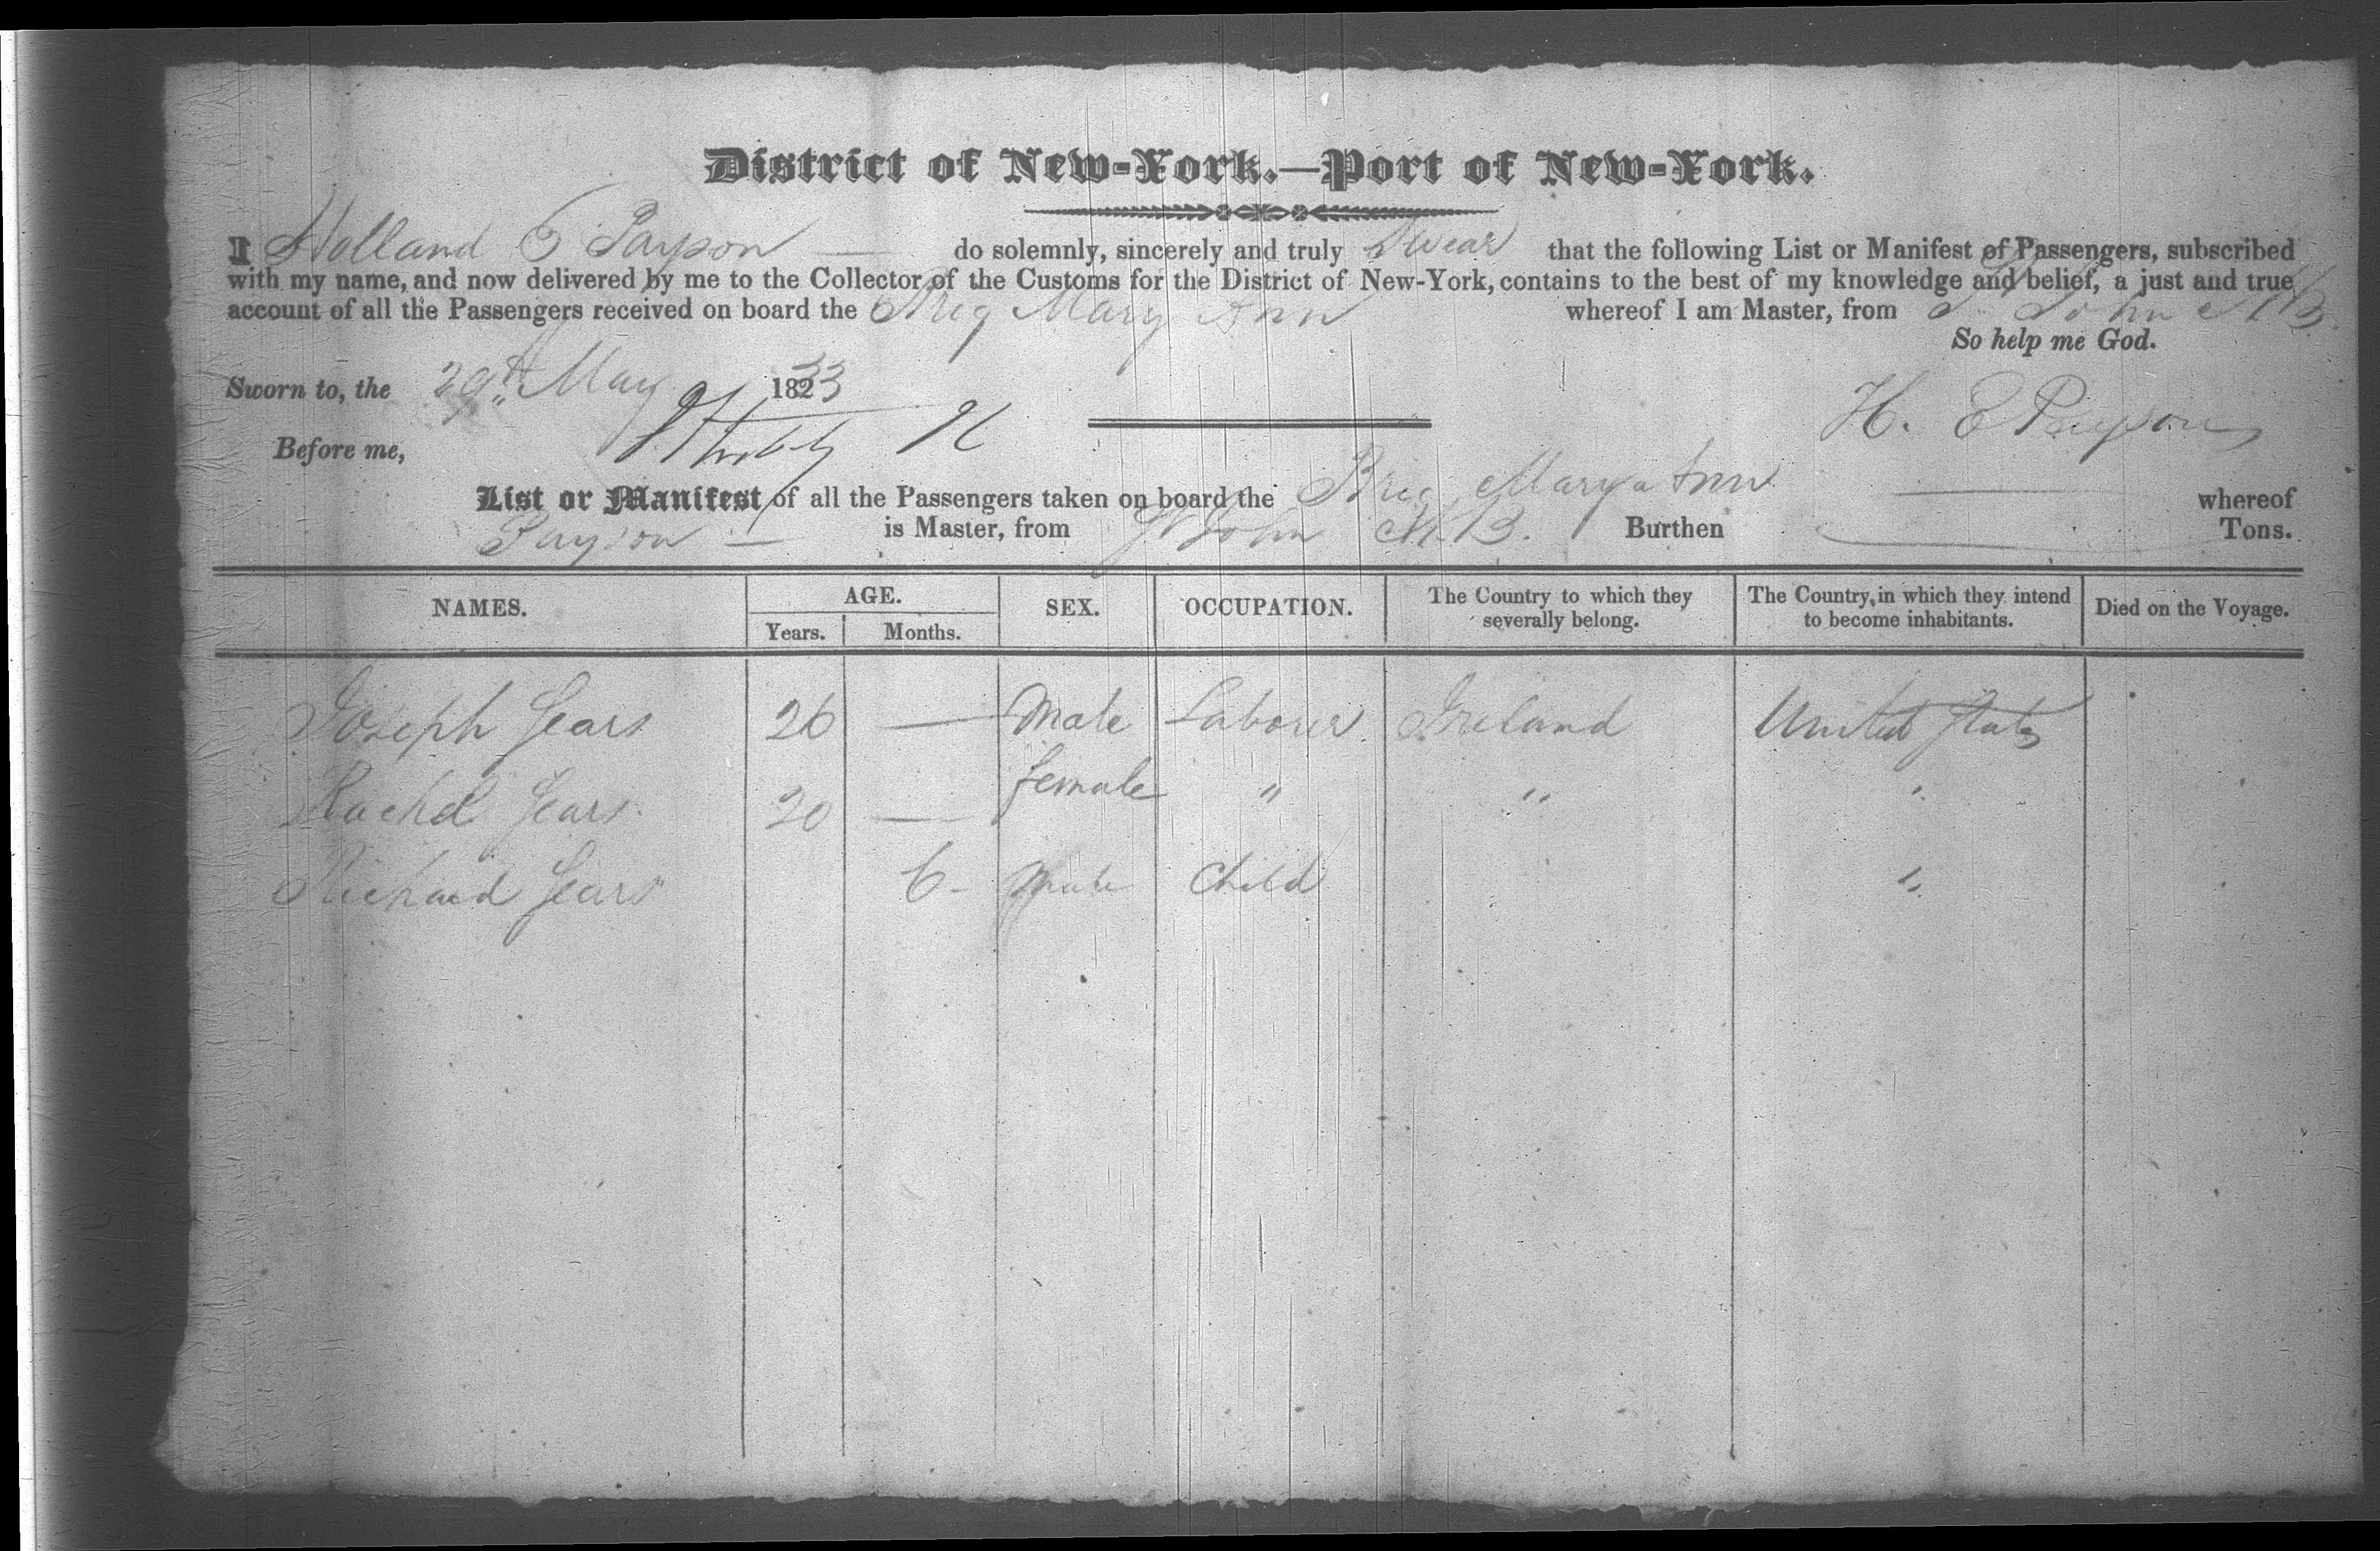 District of New-York.—Port of New-York.
I Holland E Payson do solemnly, sincerely and truly Swear that the following List or Manifest of Passengers, subscribed
with my name, and now delivered by me to the Collector of the Customs for the District of New-York, contains to the best of my knowledge and belief, a just and true
account of all the Passengers received on board the Brig Mary Ann whereof I am Master, from St John NB.
So help me God.
Sworn to, the 29th May 1833
H. E Payson
Before me,
List or Manifest of all the Passengers taken on board the Brig Mary Ann — whereof
Payson — is Master, from St John NB. Burthen Tons.
NAMES. AGE. SEX. OCCUPATION. The Country to which they severally belong. The Country, in which they intend to become inhabitants. Died on the Voyage.
Years. Months.
Joseph Sears 26 — Male Laborer Ireland United States
Rachel Sears 20 — female " " "
Richard Sears 6 - Male Child "